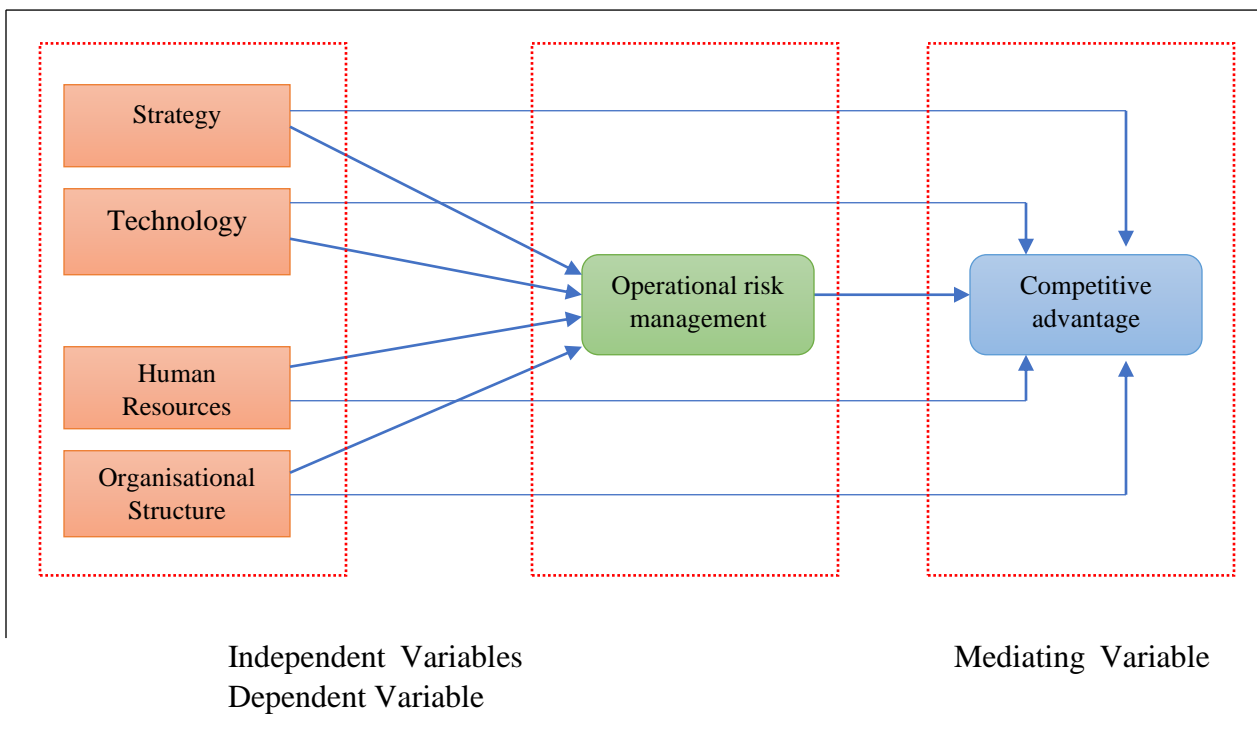 Strategy
Technology
Operational risk
management
Competitive
advantage
Human
Resources
Organisational
Structure
Independent Variables
Mediating Variable
Dependent Variable